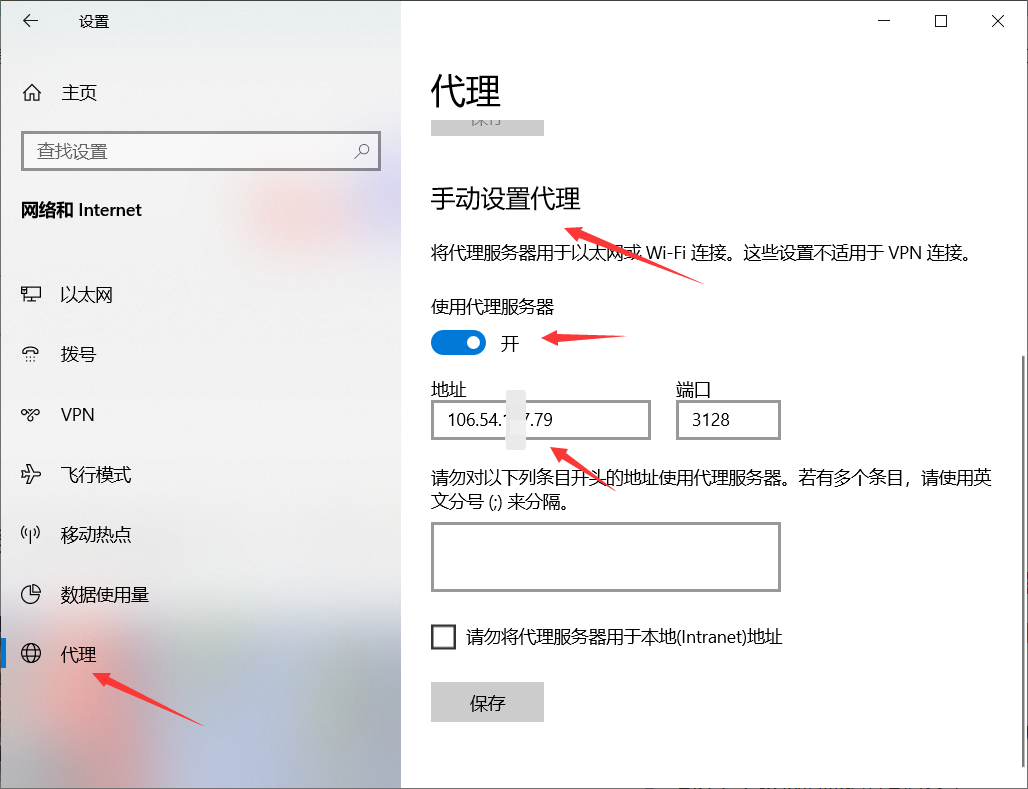 设置
主页
查找设置
网络和 Internet
以太网
拨号
VPN
飞行模式
移动热点
数据使用量
代理
代理
保存
手动设置代理
将代理服务器用于以太网或 Wi-Fi 连接。这些设置不适用于 VPN 连接。
使用代理服务器
开
地址
端口
106.54. 7.79
3128
请勿对以下列条目开头的地址使用代理服务器。若有多个条目，请使用英
文分号 (;) 来分隔。
请勿将代理服务器用于本地(Intranet)地址
保存